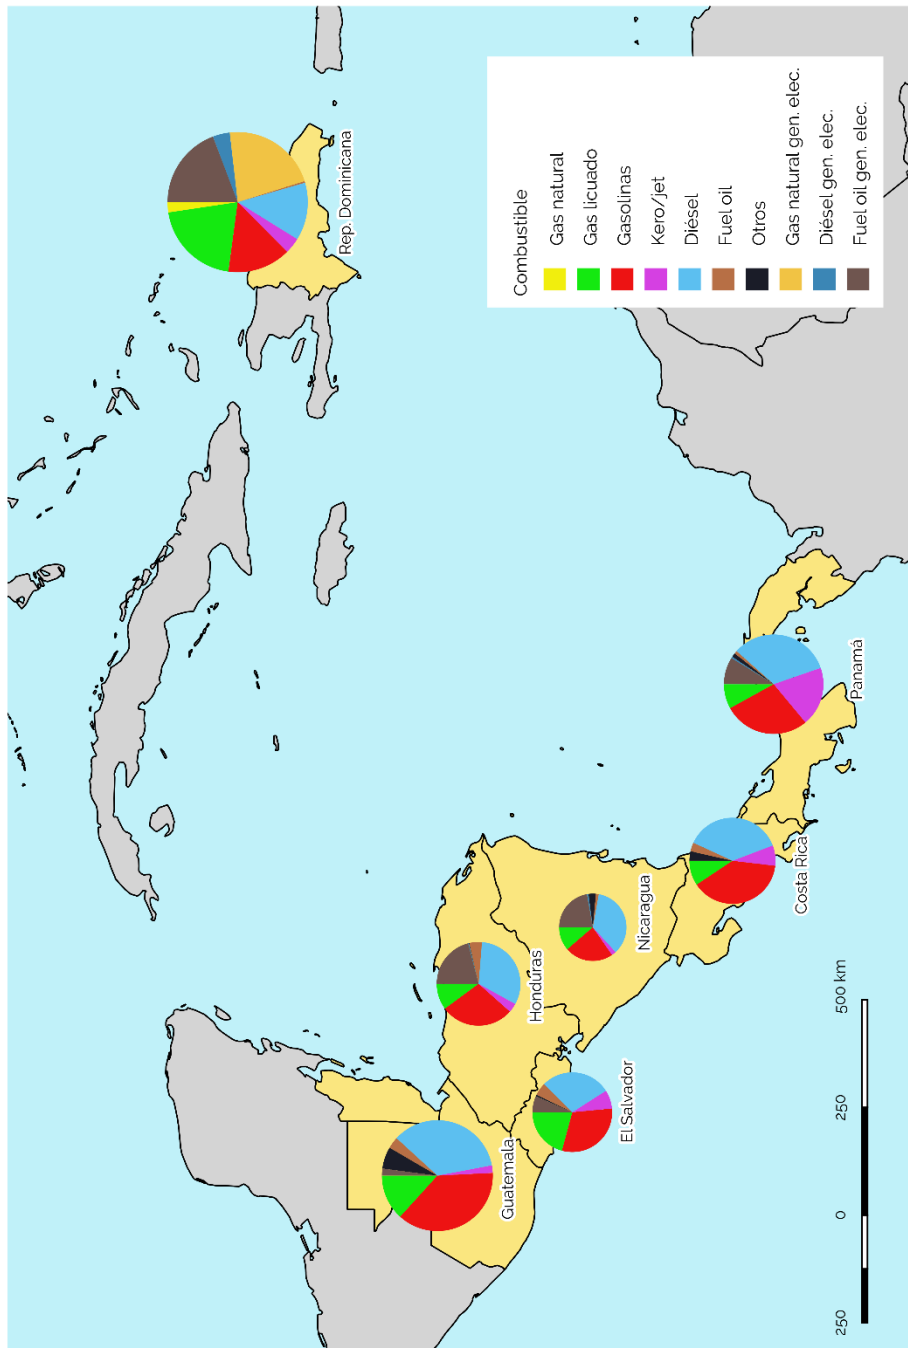 Rep. Dominicana
Combustible
Gas natural
Gas licuado
Gasolinas
Kero/jet
Diésel
Fuel oil
Otros
Gas natural gen. elec.
Diésel gen. elec.
Fuel oil gen. elec.
Guatemala
Honduras
El Salvador
Nicaragua
Costa Rica
Panamá
250 0 250 500 km